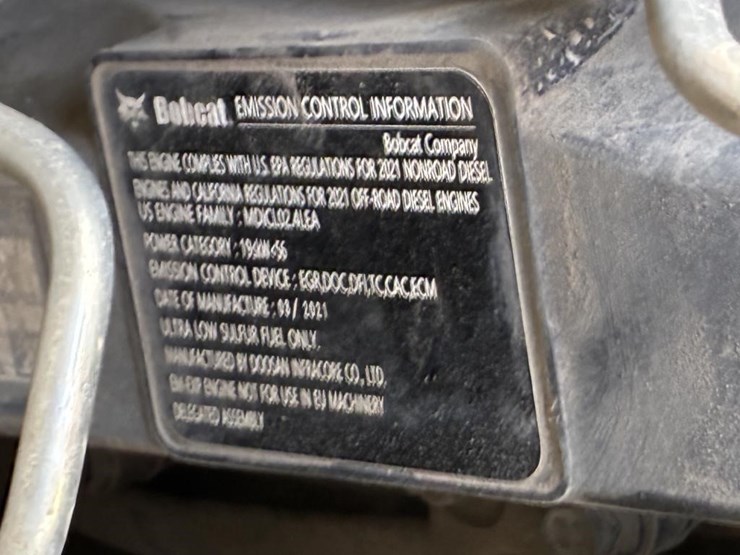 Bobcat EMISSION CONTROL INFORMATION
Bobcat Company
THIS ENGINE COMPLIES WITH U.S. EPA REGULATIONS FOR 2021 NONROAD DIESEL
ENGINES AND CALIFORNIA REGULATIONS FOR 2021 OFF-ROAD DIESEL ENGINES
US ENGINE FAMILY : MDICL02.4LEA
POWER CATEGORY : 19≤kW<56
EMISSION CONTROL DEVICE : EGR,DOC,DFI,TC,CAC,ECM
DATE OF MANUFACTURE : 03 / 2021
ULTRA LOW SULFUR FUEL ONLY.
MANUFACTURED BY DOOSAN INFRACORE CO., LTD.
EM-EXP ENGINE NOT FOR USE IN EU MACHINERY
DELEGATED ASSEMBLY